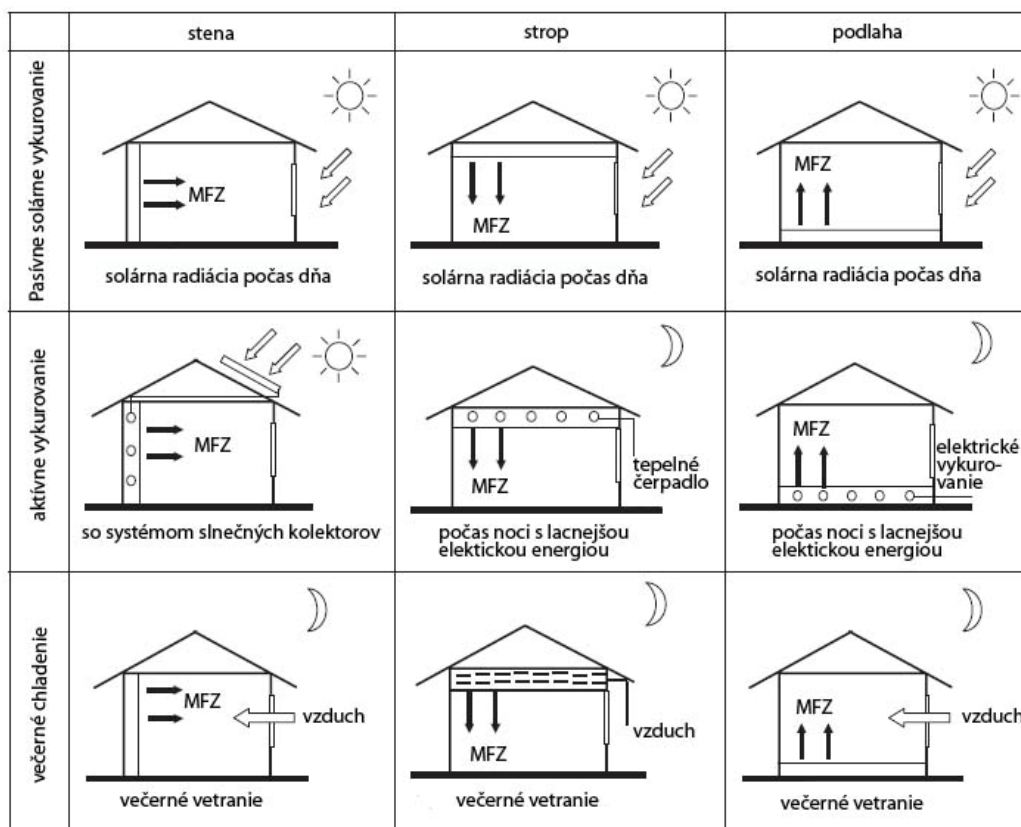 stena
strop
podlaha
Pasívne solárne vykurovanie
MFZ
solárna radiácia počas dňa
MFZ
solárna radiácia počas dňa
MFZ
solárna radiácia počas dňa
aktívne vykurovanie
MFZ
so systémom slnečných kolektorov
MFZ
tepelné
čerpadlo
počas noci s lacnejšou
elektickou energiou
MFZ
elektrické
vykuro-
vanie
počas noci s lacnejšou
elektickou energiou
večerné chladenie
MFZ
vzduch
večerné vetranie
MFZ
vzduch
večerné vetranie
MFZ
vzduch
večerné vetranie